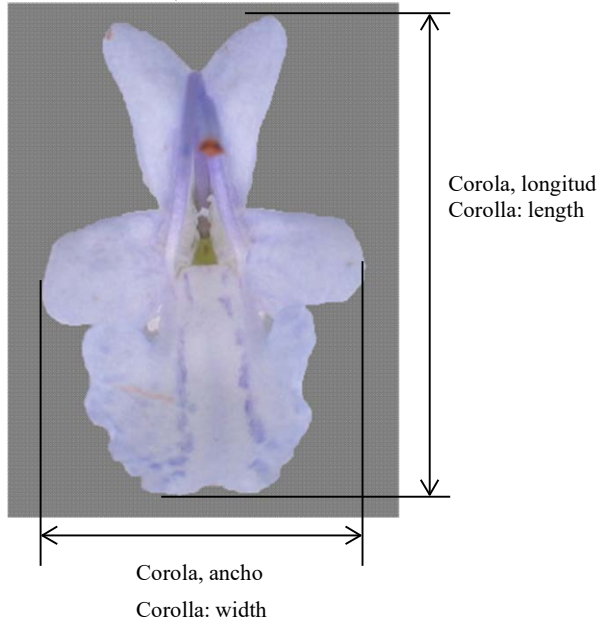 Corola, longitud
Corolla: length
Corola, ancho
Corolla: width